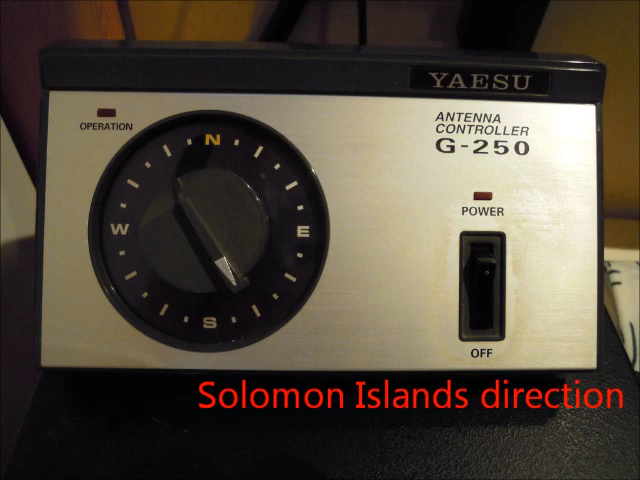 YAESU
ANTENNA
CONTROLLER
G-250
OPERATION
N
W
E
S
POWER
OFF
Solomon Islands direction